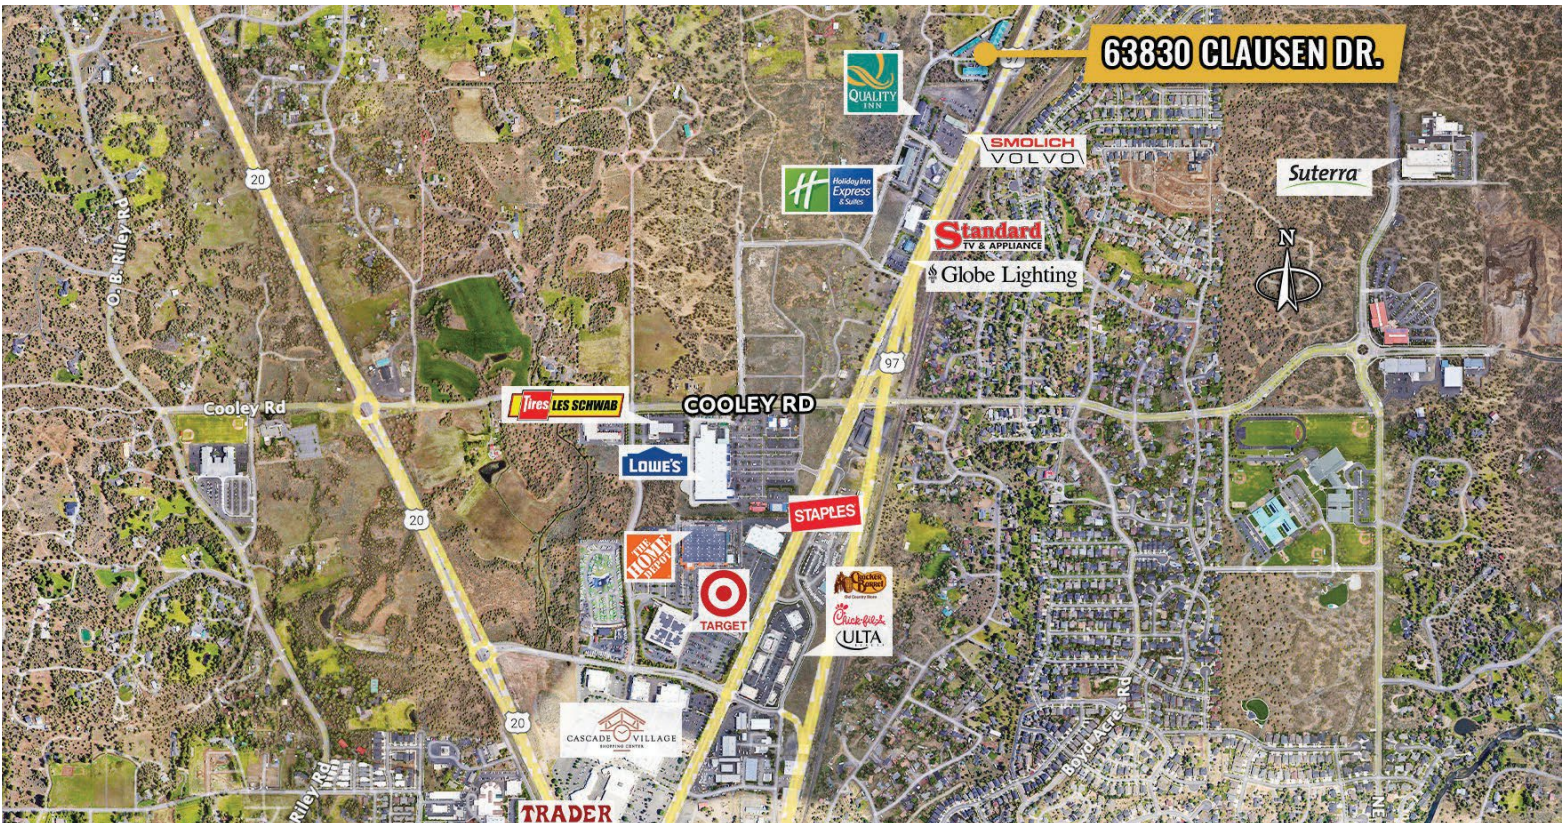 63830 CLAUSEN DR.
97
QUALITY
INN
SMOLICH
VOLVO
Suterra
20
H
Holiday Inn
Express
& Suites
O. B. Riley Rd
Standard
TV & APPLIANCE
N
Globe Lighting
97
Cooley Rd
Tires LES SCHWAB
COOLEY RD
LOWE'S
20
STAPLES
THE
HOME
DEPOT
TARGET
Cracker
Barrel
Old Country Store
Chick-fil-A
ULTA
BEAUTY
20
CASCADE VILLAGE
SHOPPING CENTER
Boyd Acres Rd
Riley Rd
NE
TRADER